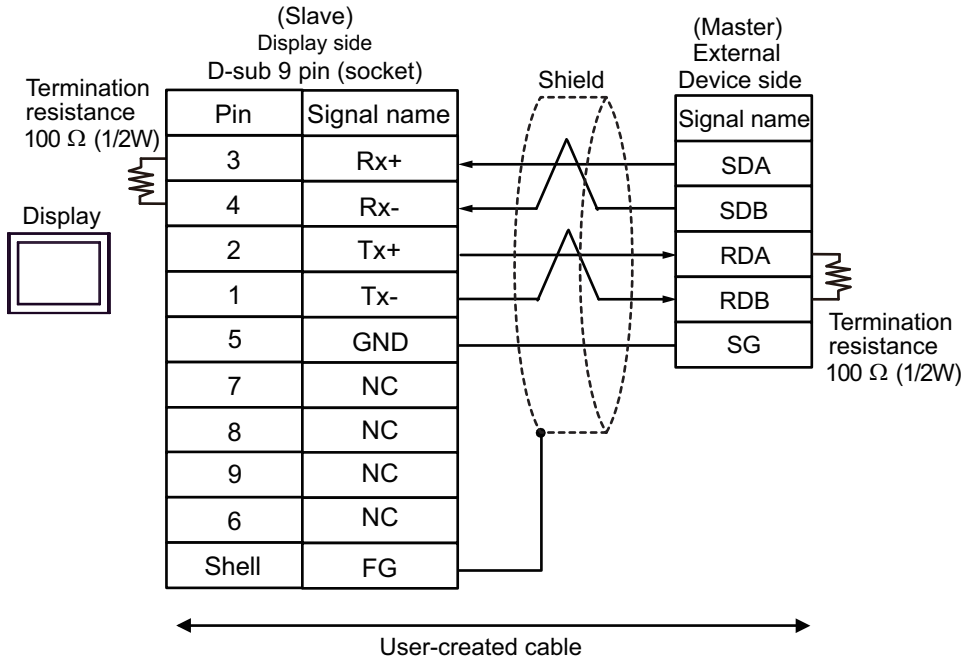 (Slave)
Display side
D-sub 9 pin (socket)
(Master)
External
Device side
Termination
resistance
100 Ω (1/2W)
Shield
Pin Signal name
Signal name
3 Rx+
SDA
4 Rx-
SDB
Display
2 Tx+
RDA
1 Tx-
RDB
5 GND
SG
Termination
resistance
100 Ω (1/2W)
7 NC
8 NC
9 NC
6 NC
Shell FG
User-created cable